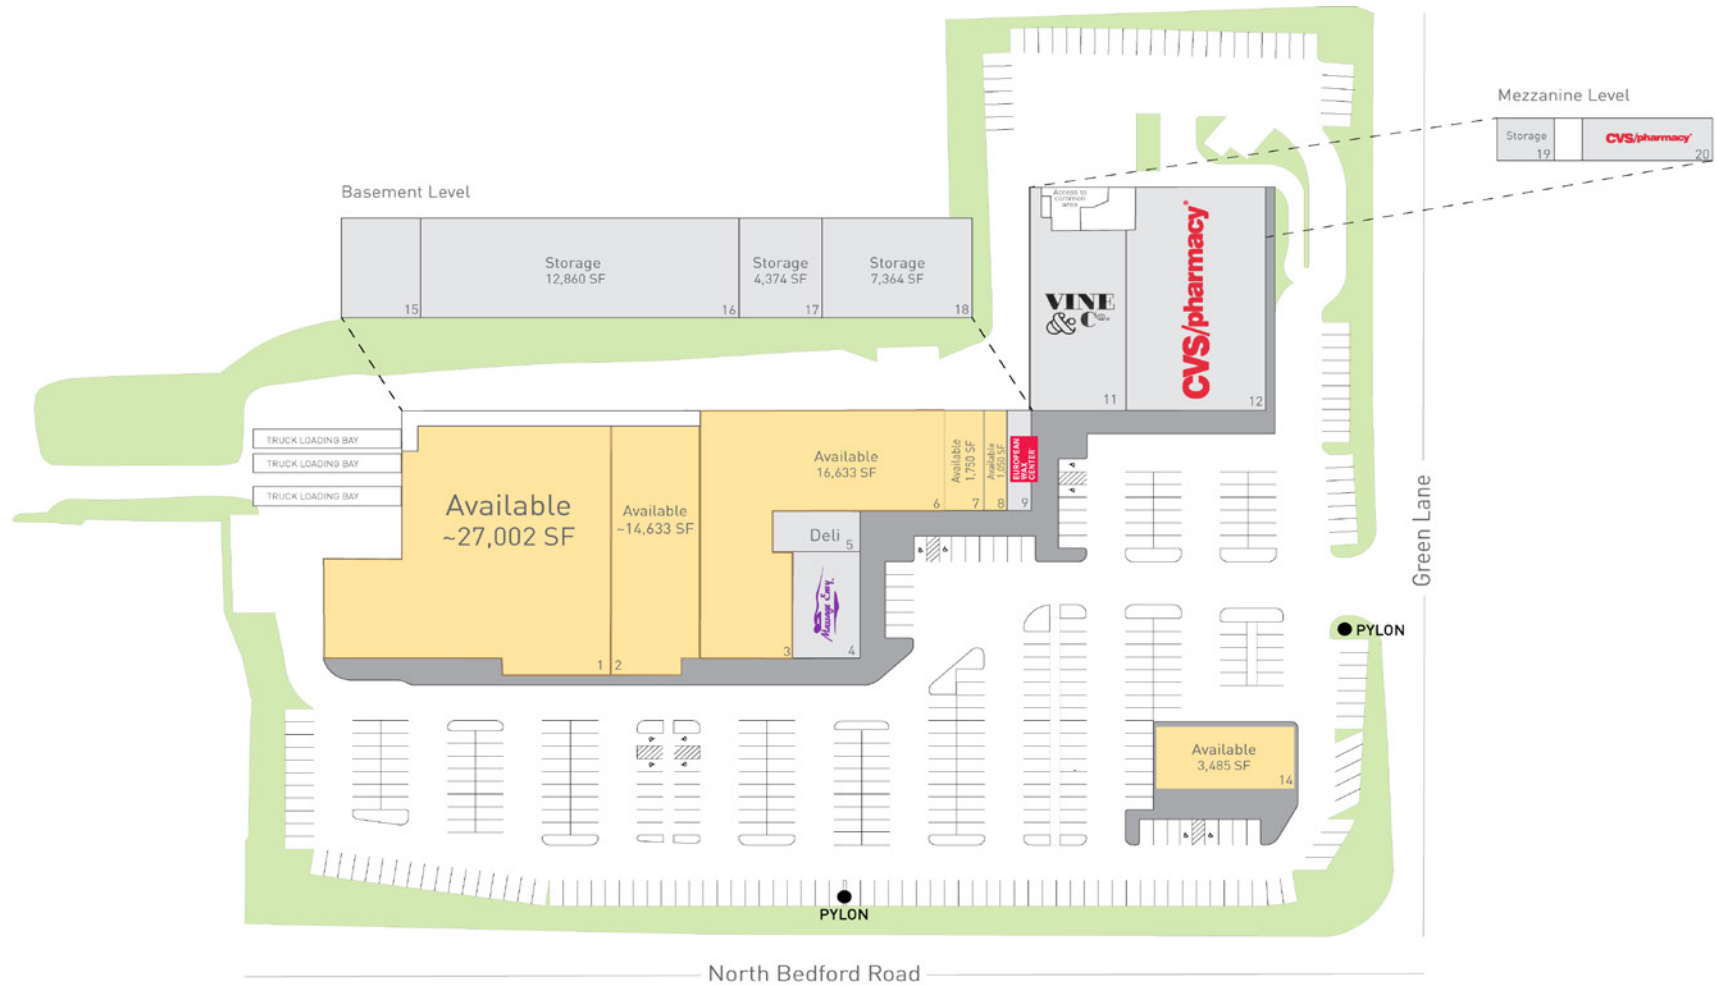 Mezzanine Level
Storage
19
CVS/pharmacy
20
Basement Level
15
Storage
12,860 SF
16
Storage
4,374 SF
17
Storage
7,364 SF
18
Access to
common
area
VINE
& Co.
11
CVS/pharmacy
12
TRUCK LOADING BAY
TRUCK LOADING BAY
TRUCK LOADING BAY
Available
~27,002 SF
1
Available
~14,633 SF
2
Available
16,633 SF
6
3
Available
1,750 SF
7
Available
1,050 SF
8
EUROPEAN
WAX
CENTER
9
Deli
5
Massage Envy
4
Green Lane
PYLON
Available
3,485 SF
14
PYLON
North Bedford Road